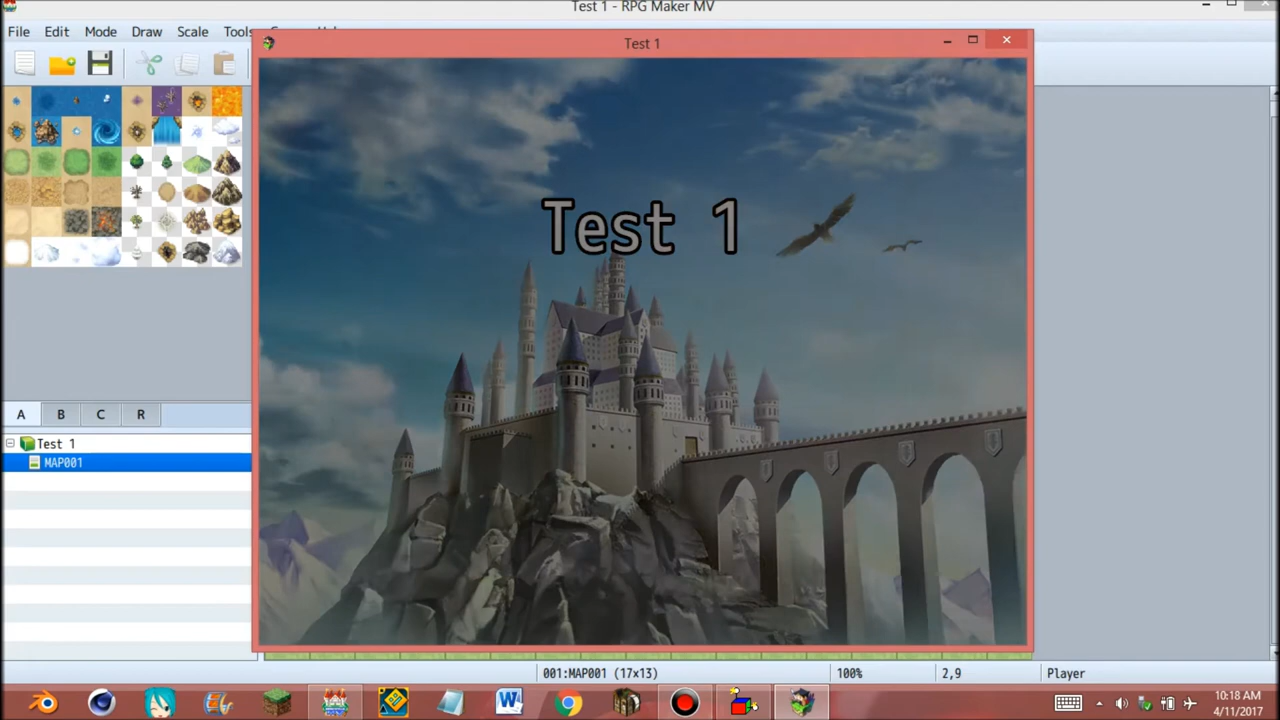 Test 1 - RPG Maker MV
File Edit Mode Draw Scale Tools
Test 1
Test 1
A B C R
Test 1
MAP001
001:MAP001 (17x13) 100% 2,9 Player
10:18 AM
4/11/2017